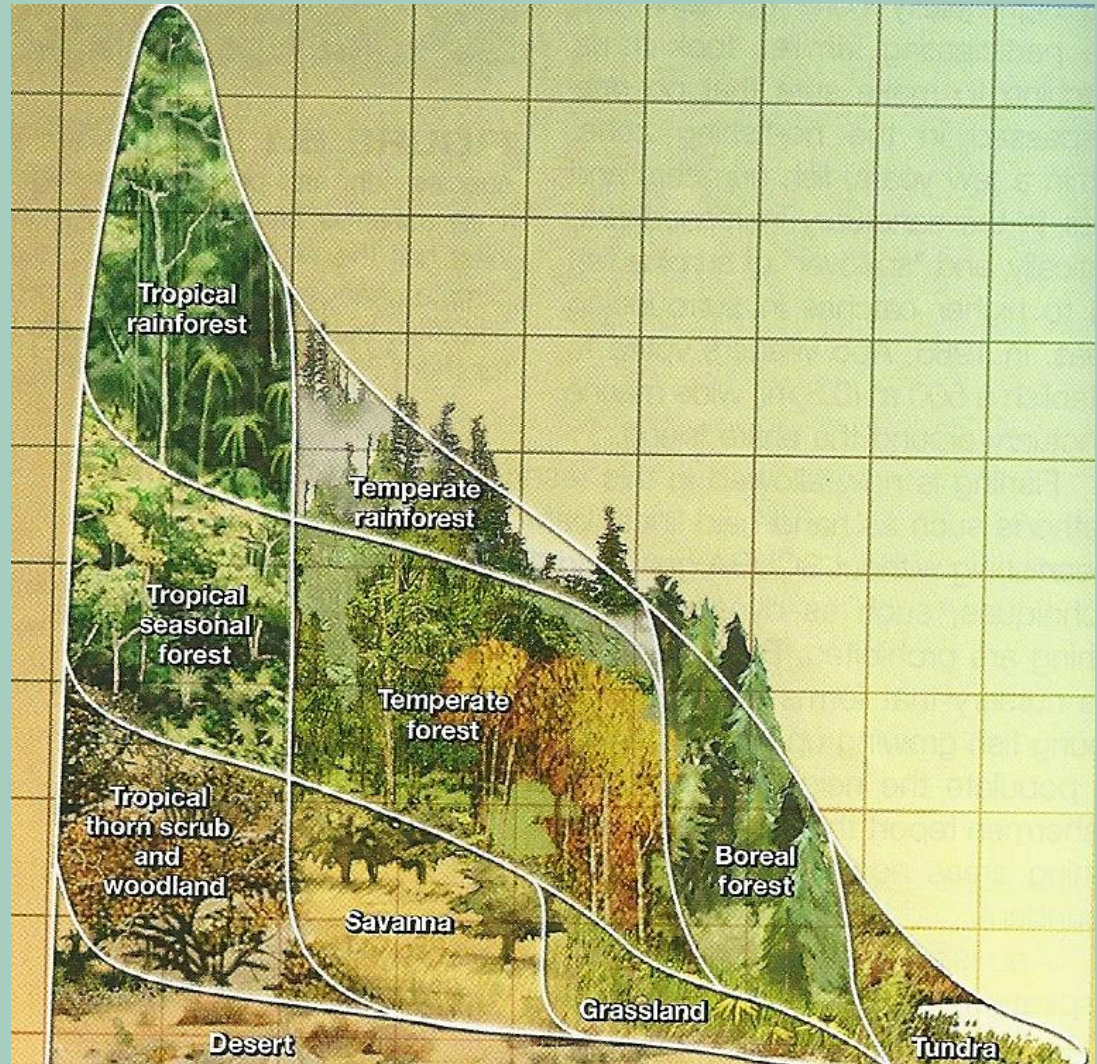 Tropical
rainforest
Temperate
rainforest
Tropical
seasonal
forest
Temperate
forest
Tropical
thorn scrub
and
woodland
Boreal
forest
Savanna
Grassland
Desert
Tundra